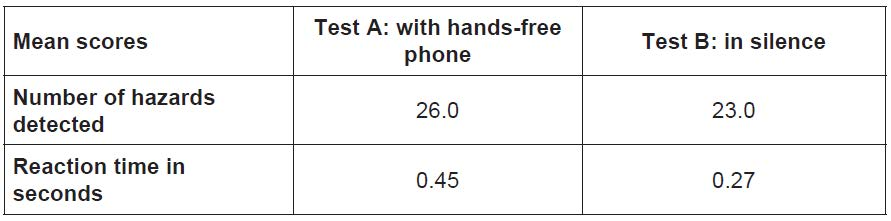 Mean scores
Test A: with hands-free
phone
Test B: in silence
Number of hazards
detected
26.0
23.0
Reaction time in
seconds
0.45
0.27